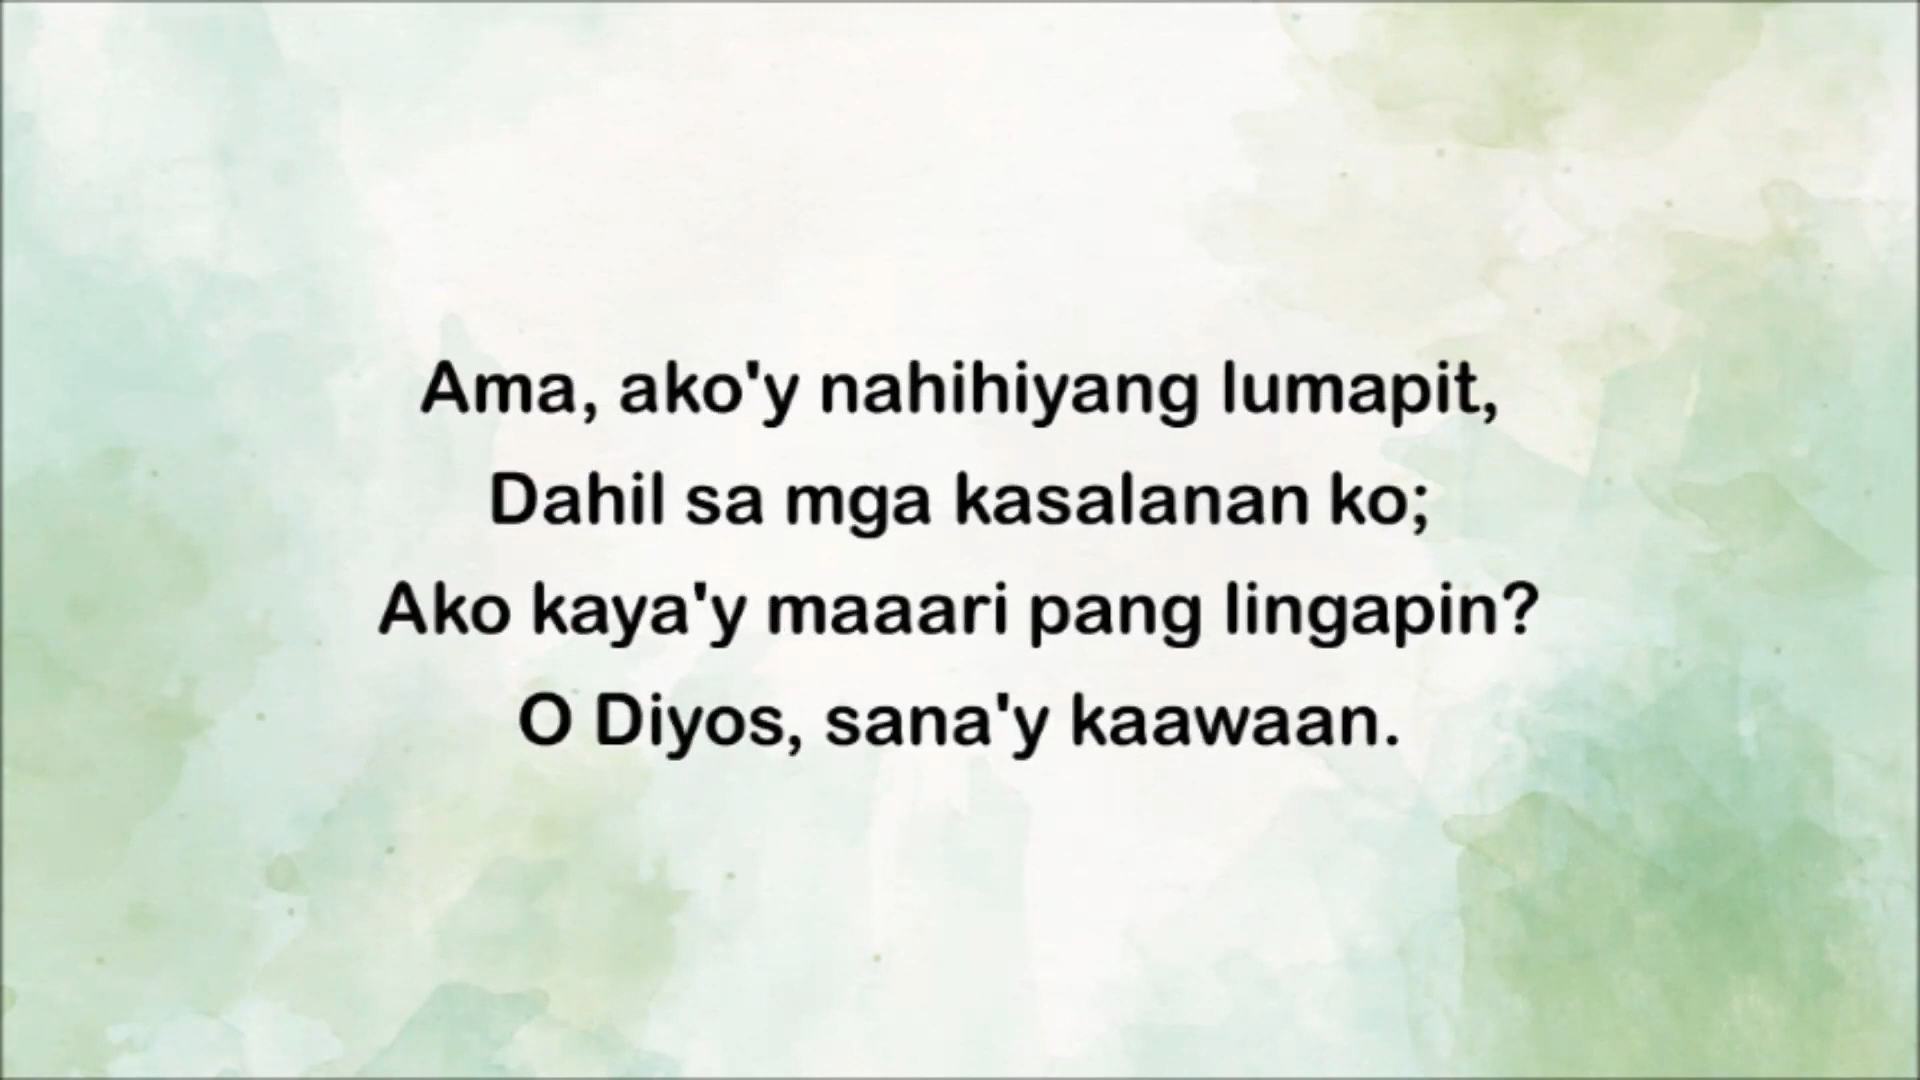 Ama, ako'y nahihiyang lumapit,
Dahil sa mga kasalanan ko;
Ako kaya'y maaari pang lingapin?
O Diyos, sana'y kaawaan.